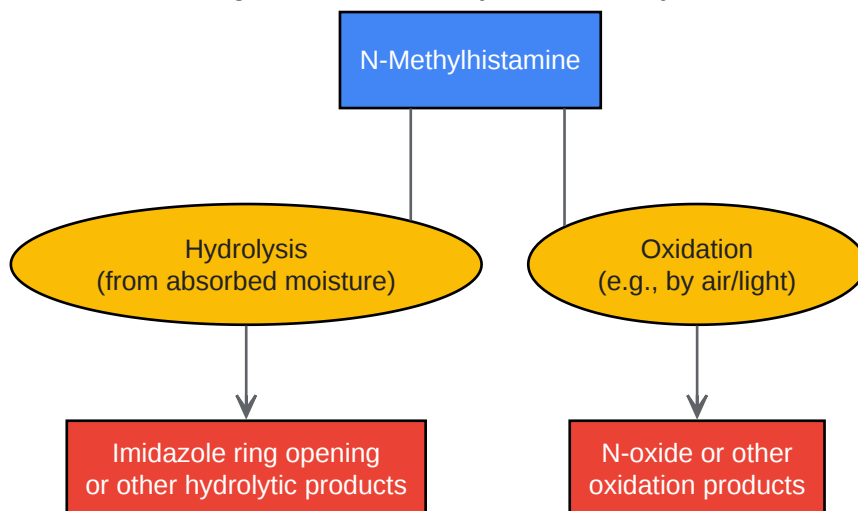 N-Methylhistamine
Hydrolysis
(from absorbed moisture)
Oxidation
(e.g., by air/light)
Imidazole ring opening
or other hydrolytic products
N-oxide or other
oxidation products